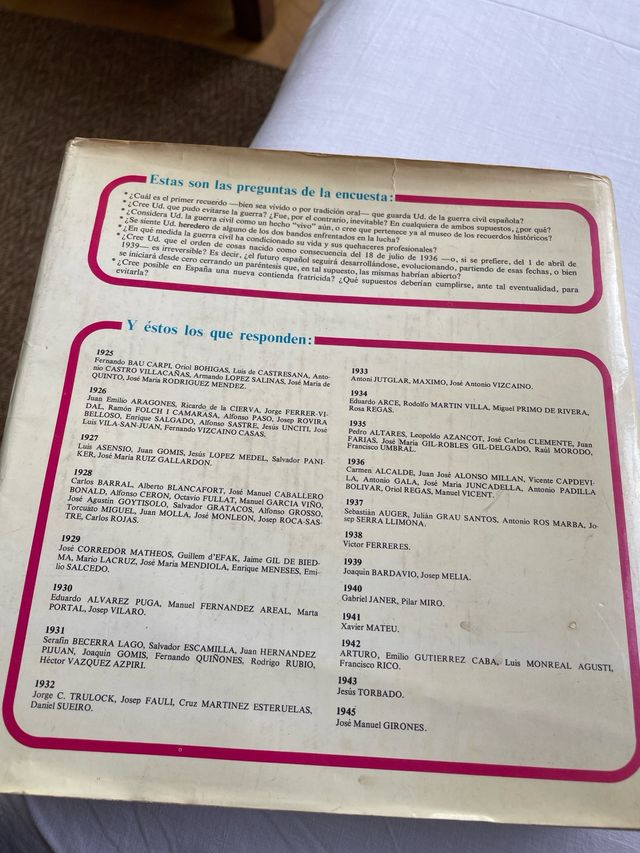 Estas son las preguntas de la encuesta:
* ¿Cuál es el primer recuerdo —bien sea vivido o por tradición oral— que guarda Ud. de la guerra civil española?
* ¿Cree Ud. que pudo evitarse la guerra? ¿Fue, por el contrario, inevitable? En cualquiera de ambos supuestos, ¿por qué?
* ¿Considera Ud. la guerra civil como un hecho "vivo" aún, o cree que pertenece ya al museo de los recuerdos históricos?
* ¿Se siente Ud. heredero de alguno de los dos bandos enfrentados en la lucha?
* ¿En qué medida la guerra civil ha condicionado su vida y sus quehaceres profesionales?
* ¿Cree Ud. que el orden de cosas nacido como consecuencia del 18 de julio de 1936 —o, si se prefiere, del 1 de abril de
1939— es irreversible? Es decir, ¿el futuro español seguirá desarrollándose, evolucionando, partiendo de esas fechas, o bien
se iniciará desde cero cerrando un paréntesis que, en tal supuesto, las mismas habrían abierto?
* ¿Cree posible en España una nueva contienda fratricida? ¿Qué supuestos deberían cumplirse, ante tal eventualidad, para
evitarla?
Y éstos los que responden:
1925
Fernando BAU CARPI, Oriol BOHIGAS, Luis de CASTRESANA, Anto-
nio CASTRO VILLACAÑAS, Armando LOPEZ SALINAS, José María de
QUINTO, José María RODRIGUEZ MENDEZ.
1926
Juan Emilio ARAGONES, Ricardo de la CIERVA, Jorge FERRER-VI-
DAL, Ramón FOLCH I CAMARASA, Alfonso PASO, Josep ROVIRA
BELLOSO, Enrique SALGADO, Alfonso SASTRE, Jesús UNCITI, José
Luis VILA-SAN-JUAN, Fernando VIZCAINO CASAS.
1927
Luis ASENSIO, Juan GOMIS, Jesús LOPEZ MEDEL, Salvador PANI-
KER, José María RUIZ GALLARDON.
1928
Carlos BARRAL, Alberto BLANCAFORT, José Manuel CABALLERO
BONALD, Alfonso CERON, Octavio FULLAT, Manuel GARCIA VIÑO,
José Agustín GOYTISOLO, Salvador GRATACOS, Alfonso GROSSO,
Torcuato MIGUEL, Juan MOLLA, José MONLEON, Josep ROCA-SAS-
TRE, Carlos ROJAS.
1929
José CORREDOR MATHEOS, Guillem d'EFAK, Jaime GIL DE BIED-
MA, Mario LACRUZ, José María MENDIOLA, Enrique MENESES, Emi-
lio SALCEDO.
1930
Eduardo ALVAREZ PUGA, Manuel FERNANDEZ AREAL, Marta
PORTAL, Josep VILARO.
1931
Serafín BECERRA LAGO, Salvador ESCAMILLA, Juan HERNANDEZ
PIJUAN, Joaquín GOMIS, Fernando QUIÑONES, Rodrigo RUBIO,
Héctor VAZQUEZ AZPIRI.
1932
Jorge C. TRULOCK, Josep FAULI, Cruz MARTINEZ ESTERUELAS,
Daniel SUEIRO.
1933
Antoni JUTGLAR, MAXIMO, José Antonio VIZCAINO.
1934
Eduardo ARCE, Rodolfo MARTIN VILLA, Miguel PRIMO DE RIVERA,
Rosa REGAS.
1935
Pedro ALTARES, Leopoldo AZANCOT, José Carlos CLEMENTE, Juan
FARIAS, José María GIL-ROBLES GIL-DELGADO, Raúl MORODO,
Francisco UMBRAL.
1936
Carmen ALCALDE, Juan José ALONSO MILLAN, Vicente CAPDEVI-
LA, Antonio GALA, José María JUNCADELLA, Antonio PADILLA
BOLIVAR, Oriol REGAS, Manuel VICENT.
1937
Sebastián AUGER, Julián GRAU SANTOS, Antonio ROS MARBA, Jo-
sep SERRA LLIMONA.
1938
Víctor FERRERES.
1939
Joaquín BARDAVIO, Josep MELIA.
1940
Gabriel JANER, Pilar MIRO.
1941
Xavier MATEU.
1942
ARTURO, Emilio GUTIERREZ CABA, Luis MONREAL AGUSTI,
Francisco RICO.
1943
Jesús TORBADO.
1945
José Manuel GIRONES.